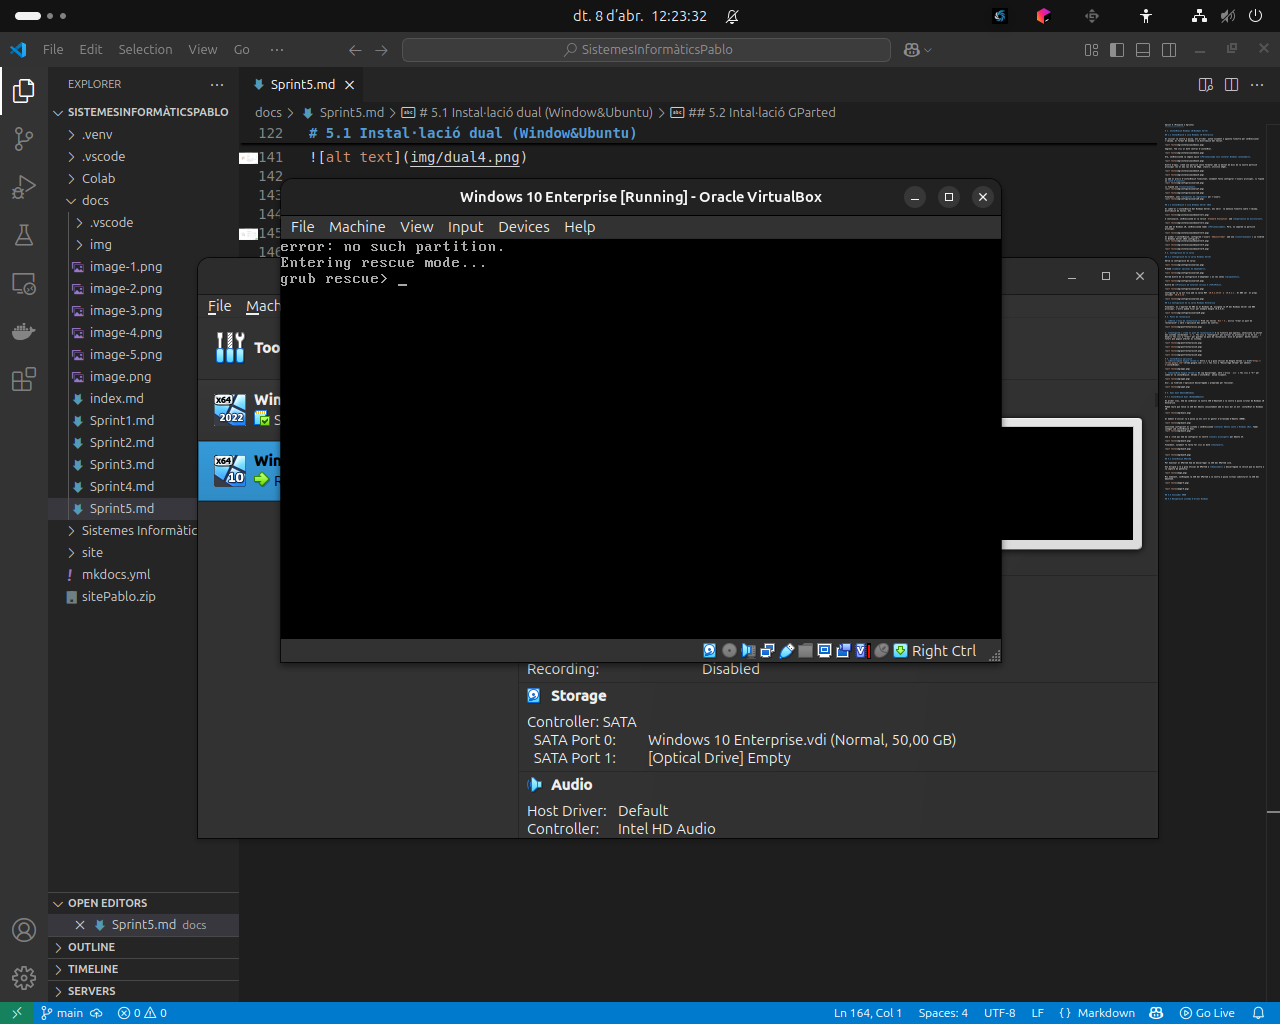 dt. 8 d'abr.  12:23:32
File Edit Selection View Go ···
SistemesInformàticsPablo
EXPLORER
SISTEMESINFORMÀTICSPABLO
.venv
.vscode
Colab
docs
.vscode
img
image-1.png
image-2.png
image-3.png
image-4.png
image-5.png
image.png
index.md
Sprint1.md
Sprint2.md
Sprint3.md
Sprint4.md
Sprint5.md
Sistemes Informàtic
site
mkdocs.yml
sitePablo.zip
OPEN EDITORS
Sprint5.md docs
OUTLINE
TIMELINE
SERVERS
Sprint5.md
docs > Sprint5.md > # 5.1 Instal·lació dual (Window&Ubuntu) > ## 5.2 Intal·lació GParted
122 # 5.1 Instal·lació dual (Window&Ubuntu)
141 ![alt text](img/dual4.png)
142
143
144
145
146
Windows 10 Enterprise [Running] - Oracle VirtualBox
File Machine View Input Devices Help
error: no such partition.
Entering rescue mode...
grub rescue> _
Right Ctrl
File Mach
Too
Win
x64 2022
S
Win
x64 10
Recording: Disabled
Storage
Controller: SATA
SATA Port 0: Windows 10 Enterprise.vdi (Normal, 50,00 GB)
SATA Port 1: [Optical Drive] Empty
Audio
Host Driver: Default
Controller: Intel HD Audio
main 0 0 Ln 164, Col 1 Spaces: 4 UTF-8 LF {} Markdown Go Live